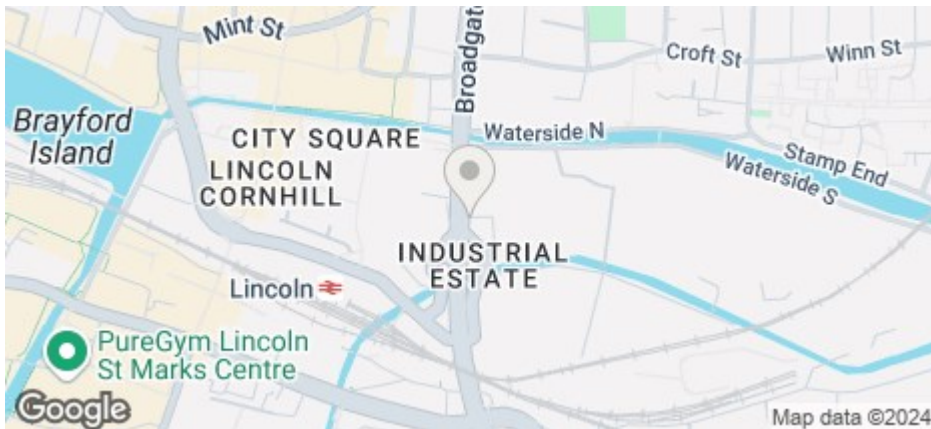 Mint St
Broadgate
Croft St
Winn St
Brayford
Island
CITY SQUARE
LINCOLN
CORNHILL
Waterside N
Stamp End
Waterside S
INDUSTRIAL
ESTATE
Lincoln
PureGym Lincoln
St Marks Centre
Google
Map data ©2024